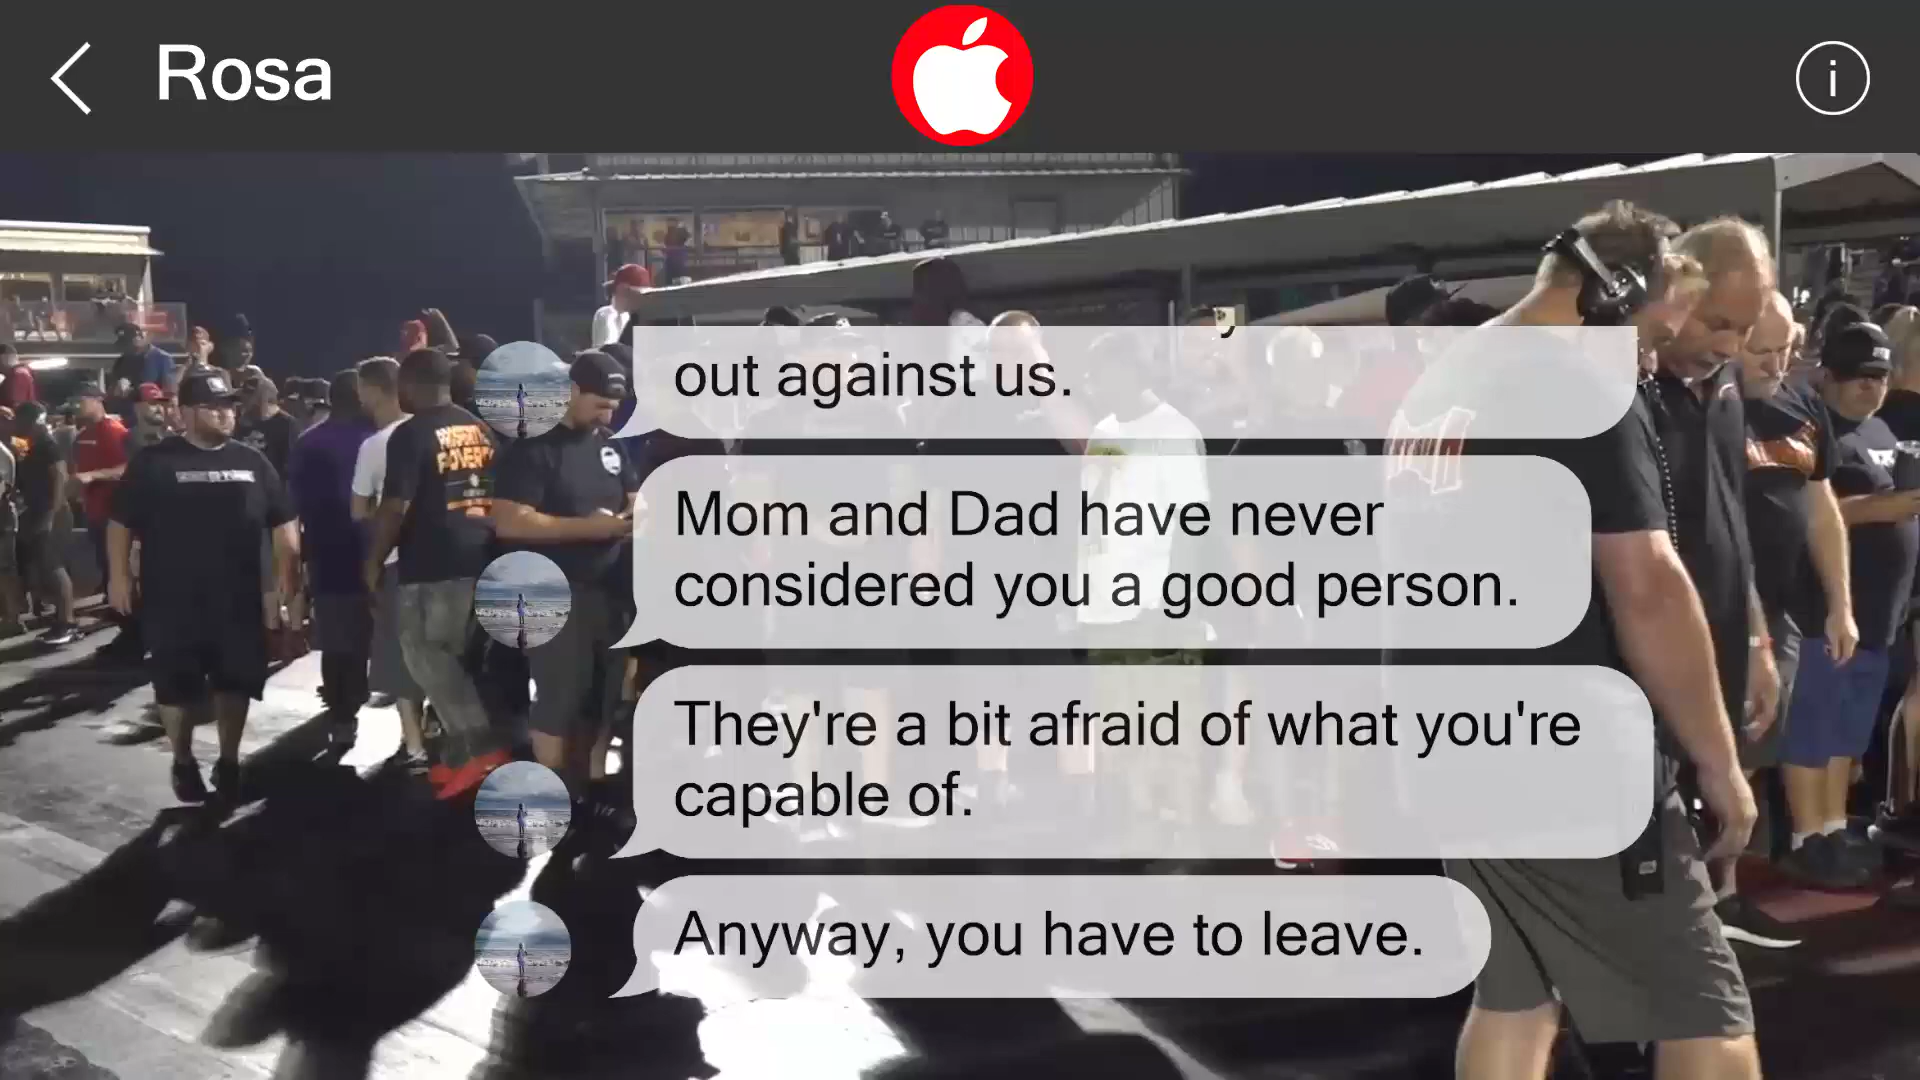 Rosa
out against us.
Mom and Dad have never
considered you a good person.
They're a bit afraid of what you're
capable of.
Anyway, you have to leave.